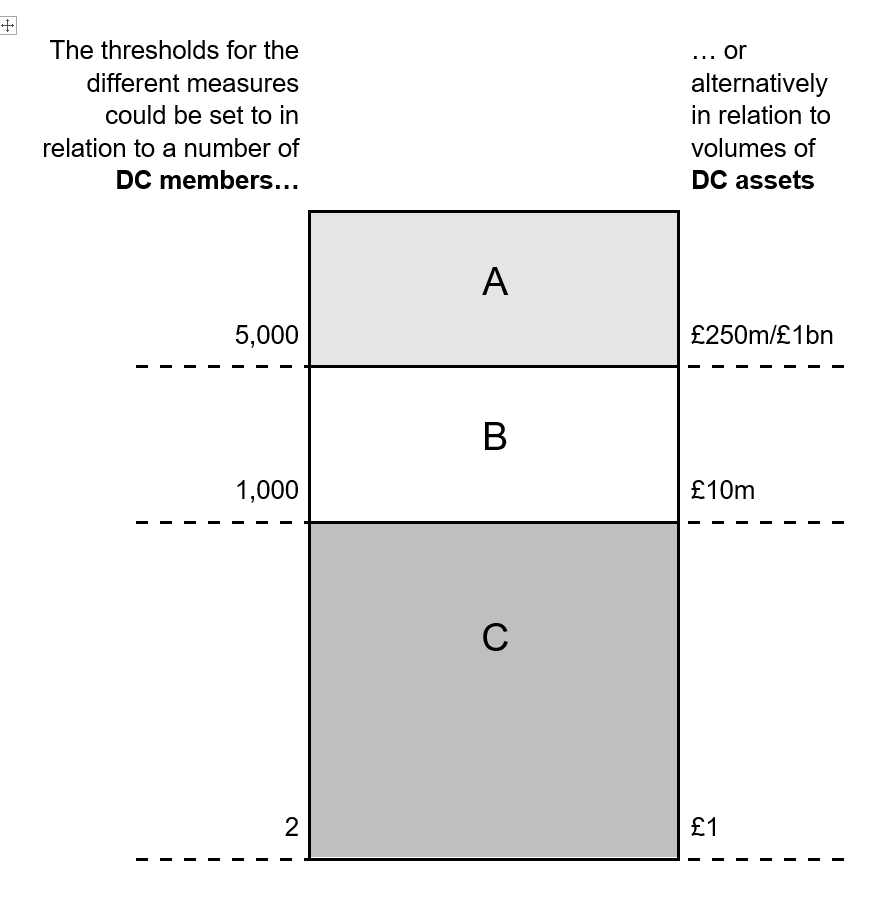 The thresholds for the
different measures
could be set to in
relation to a number of
DC members…
… or
alternatively
in relation to
volumes of
DC assets
A
5,000
£250m/£1bn
B
1,000
£10m
C
2
£1